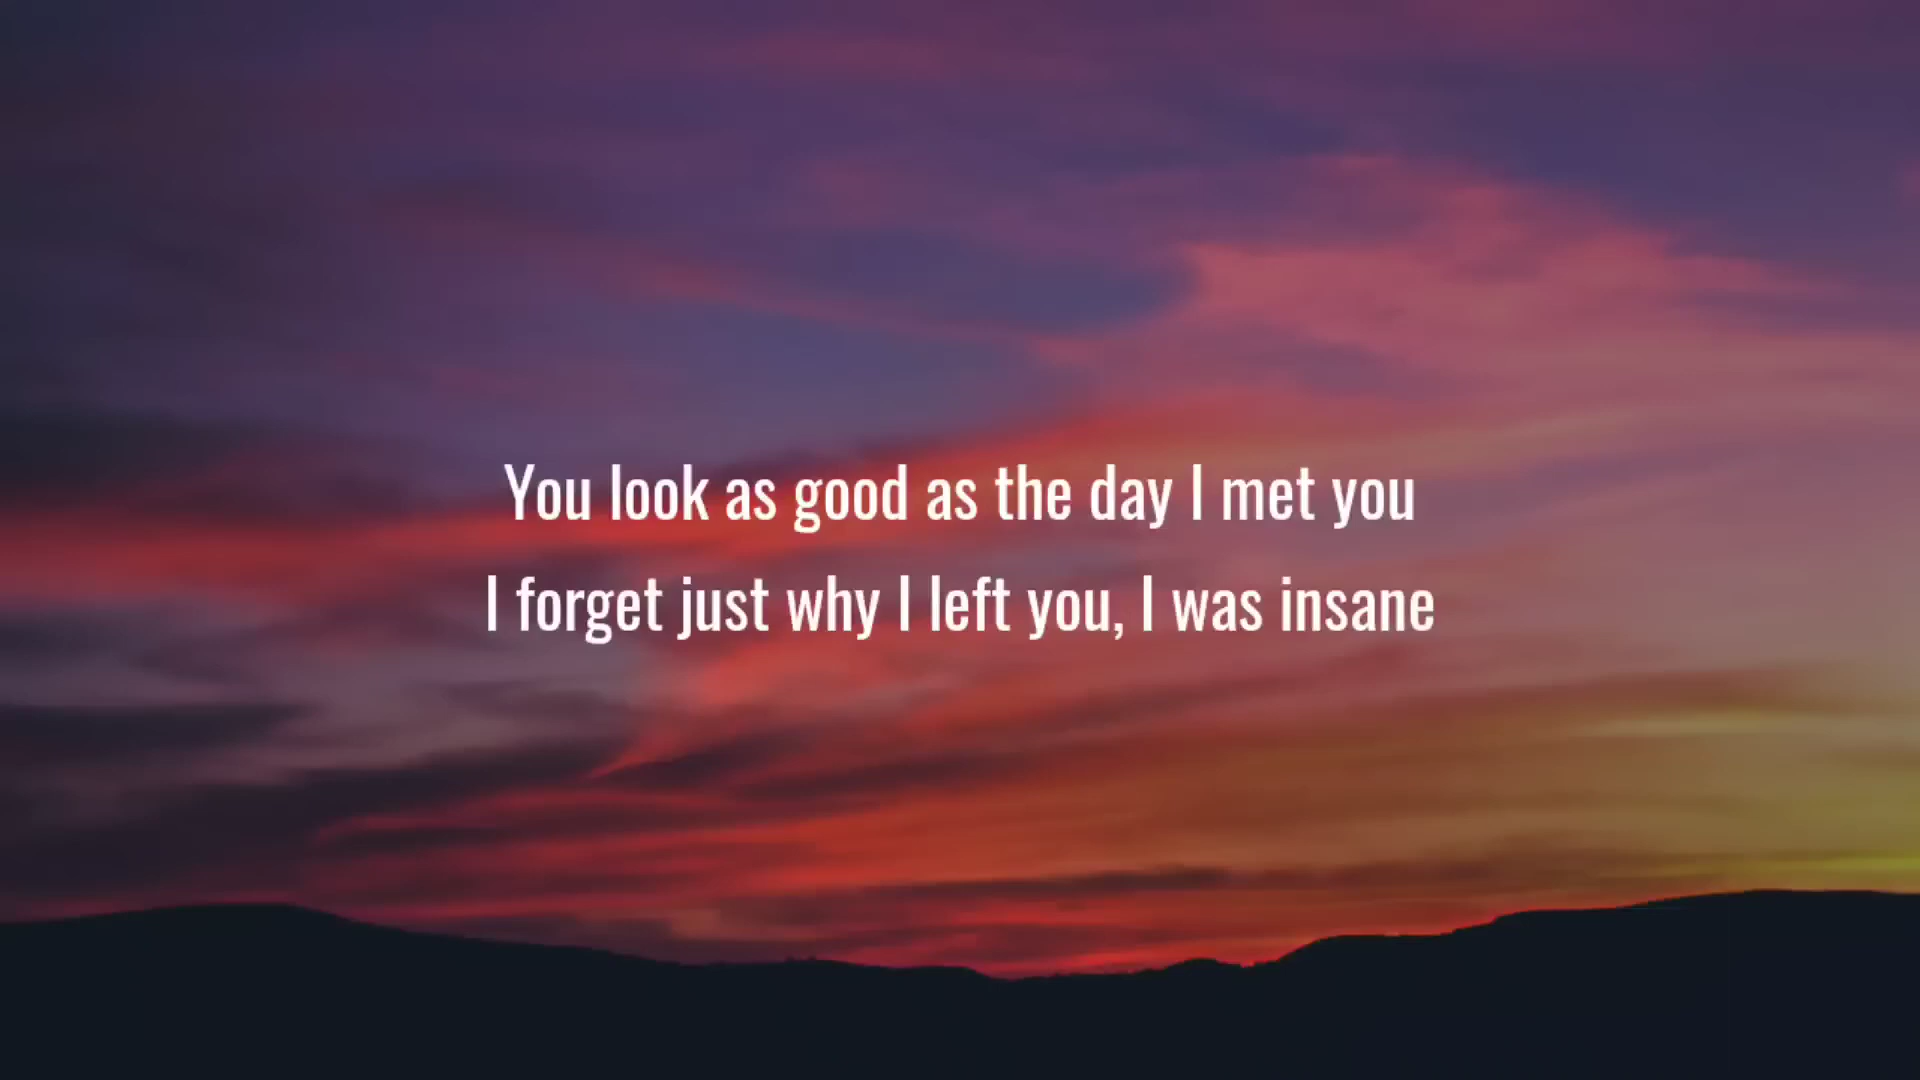 You look as good as the day I met you
I forget just why I left you, I was insane